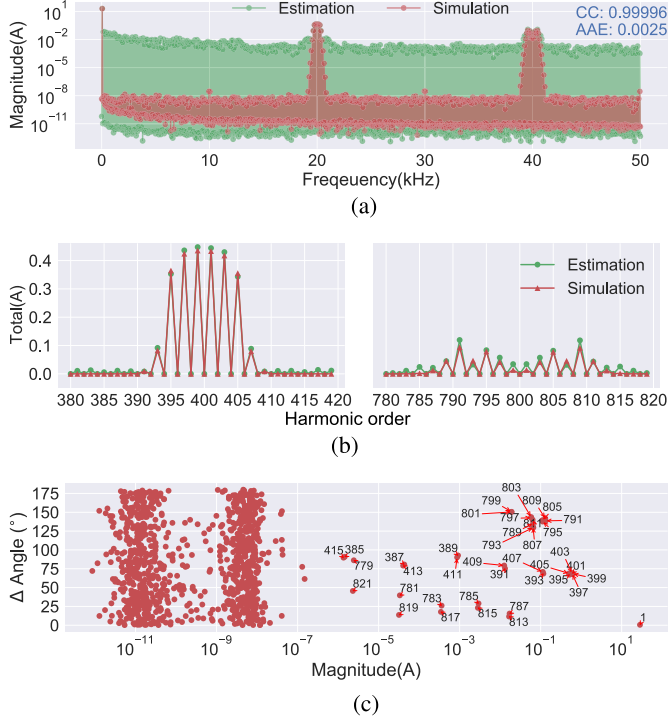 10^1
10^-2
10^-5
10^-8
10^-11
Magnitude(A)
Estimation
Simulation
CC: 0.99996
AAE: 0.0025
0 10 20 30 40 50
Freqeuency(kHz)
(a)
0.4
0.3
0.2
0.1
0.0
Total(A)
Estimation
Simulation
380 385 390 395 400 405 410 415 420
780 785 790 795 800 805 810 815 820
Harmonic order
(b)
175
150
125
100
75
50
25
0
Δ Angle (°)
803
799 809 805
801 797 811 791
789 795
793 807
415 385 387 389 407 403
779 409 405 401
413 411 391 393 395 399
397
821 781 783 785 787
819 817 815 813
1
10^-11 10^-9 10^-7 10^-5 10^-3 10^-1 10^1
Magnitude(A)
(c)